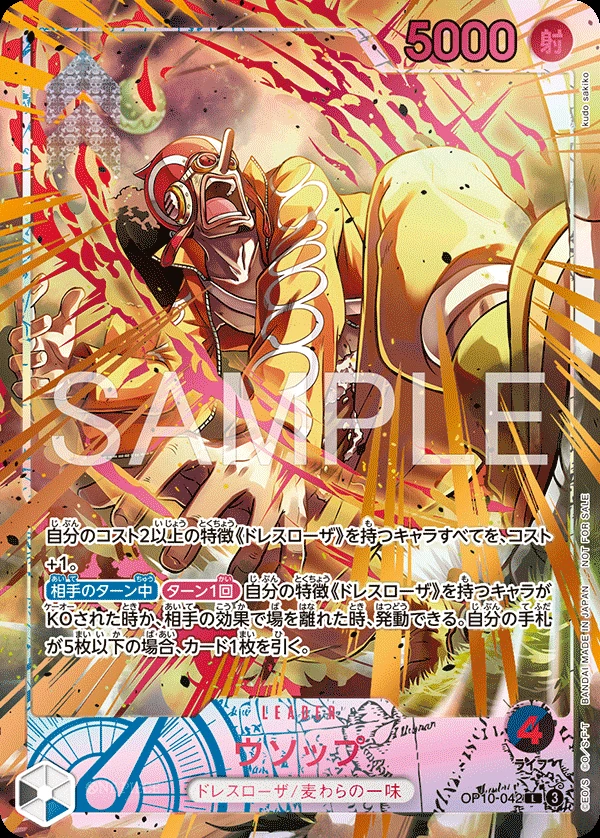 5000
射
kudo sakiko
SAMPLE
自分のコスト2以上の特徴《ドレスローザ》を持つキャラすべてを、コスト
+1。
相手のターン中 ターン1回 自分の特徴《ドレスローザ》を持つキャラが
KOされた時か、相手の効果で場を離れた時、発動できる。自分の手札
が5枚以下の場合、カード1枚を引く。
LEADER
ウソップ
4
ライフ
ドレスローザ/麦わらの一味
OP10-042 L 3
©E.O./S. ©E.O./S.,F.,T. BANDAI MADE IN JAPAN NOT FOR SALE